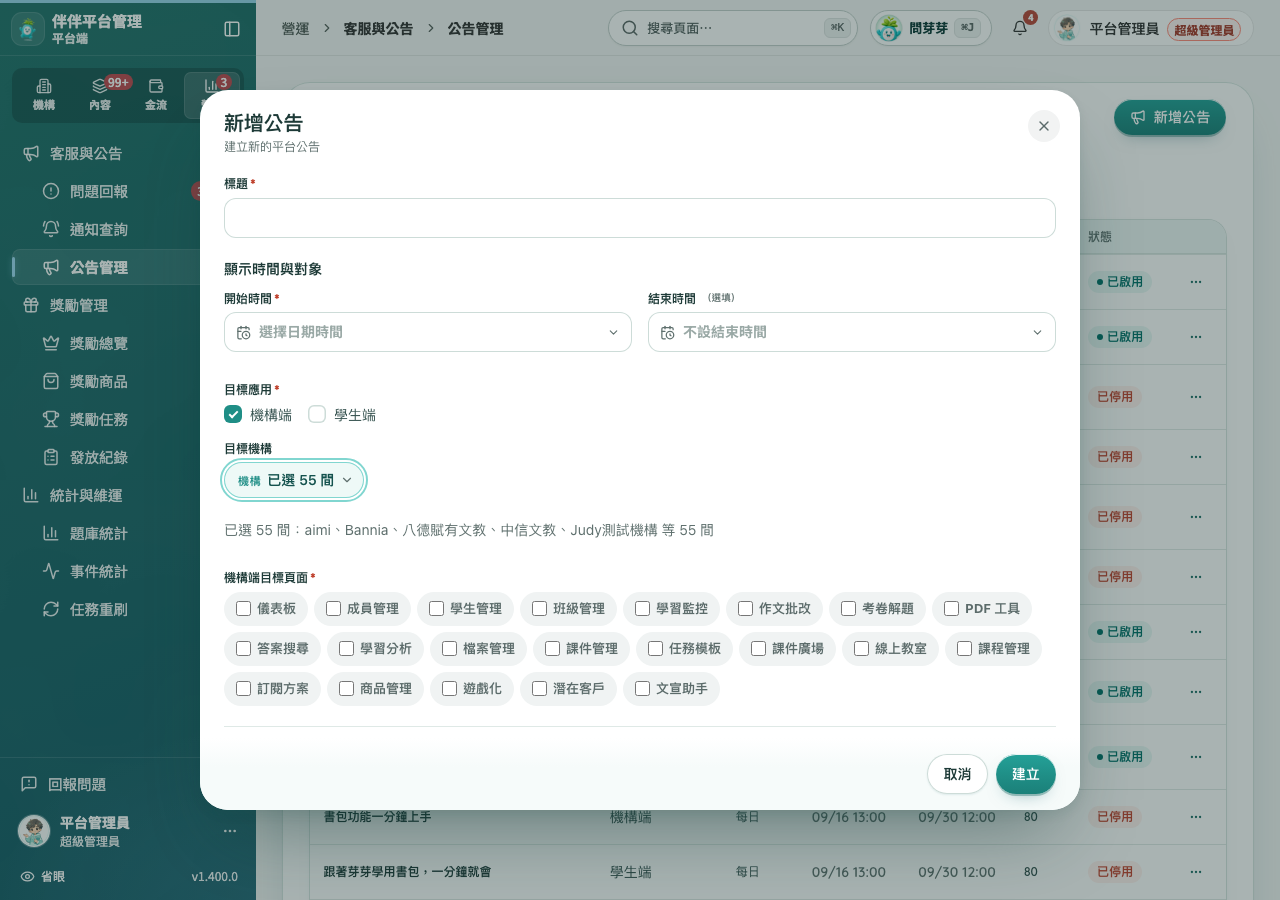 伴伴平台管理
平台端
機構
99+
內容
金流
3
客服與公告
問題回報
通知查詢
公告管理
獎勵管理
獎勵總覽
獎勵商品
獎勵任務
發放紀錄
統計與維運
題庫統計
事件統計
任務重刷
回報問題
平台管理員
超級管理員
省眼 v1.400.0
營運 > 客服與公告 > 公告管理
搜尋頁面… ⌘K
問芽芽 ⌘J
4
平台管理員 超級管理員
新增公告
狀態
已啟用
已啟用
已停用
已停用
已停用
已停用
已啟用
已啟用
已啟用
新增公告
建立新的平台公告
標題*
顯示時間與對象
開始時間* 結束時間 (選填)
選擇日期時間 不設結束時間
目標應用*
機構端 學生端
目標機構
機構 已選 55 間
已選 55 間：aimi、Bannia、八德賦有文教、中信文教、Judy測試機構 等 55 間
機構端目標頁面*
儀表板 成員管理 學生管理 班級管理 學習監控 作文批改 考卷解題 PDF 工具
答案搜尋 學習分析 檔案管理 課件管理 任務模板 課件廣場 線上教室 課程管理
訂閱方案 商品管理 遊戲化 潛在客戶 文宣助手
取消 建立
書包功能一分鐘上手 機構端 每日 09/16 13:00 09/30 12:00 80 已停用
跟著芽芽學用書包，一分鐘就會 學生端 每日 09/16 13:00 09/30 12:00 80 已停用